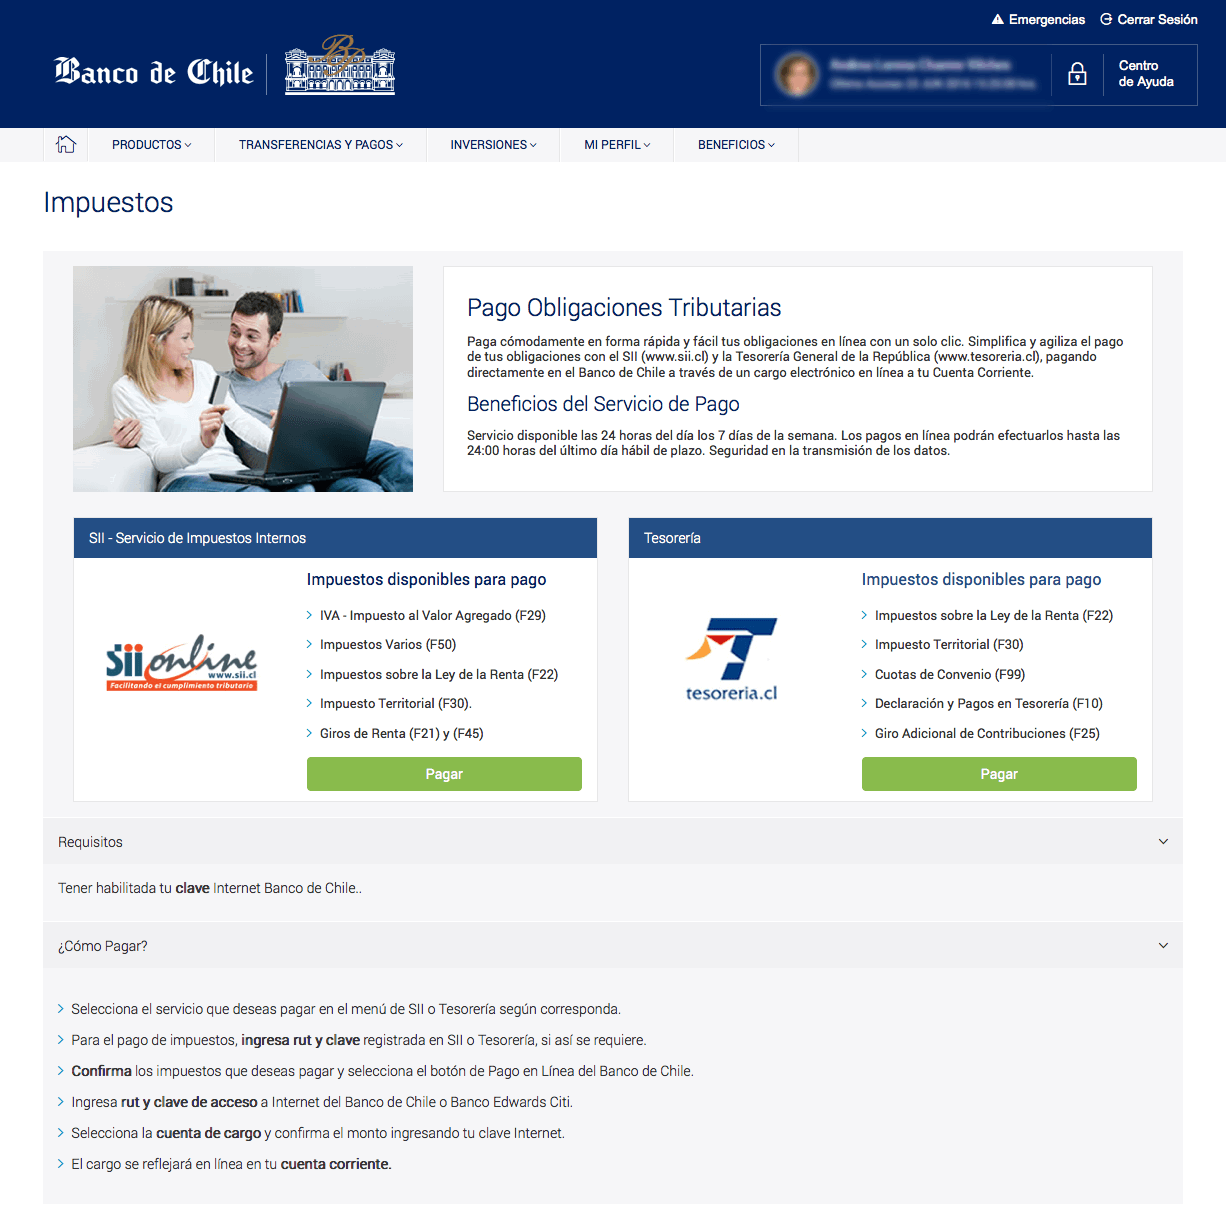 Emergencias
Cerrar Sesión
Banco de Chile
Centro
de Ayuda
PRODUCTOS
TRANSFERENCIAS Y PAGOS
INVERSIONES
MI PERFIL
BENEFICIOS
Impuestos
Pago Obligaciones Tributarias
Paga cómodamente en forma rápida y fácil tus obligaciones en línea con un solo clic. Simplifica y agiliza el pago
de tus obligaciones con el SII (www.sii.cl) y la Tesorería General de la República (www.tesoreria.cl), pagando
directamente en el Banco de Chile a través de un cargo electrónico en línea a tu Cuenta Corriente.
Beneficios del Servicio de Pago
Servicio disponible las 24 horas del día los 7 días de la semana. Los pagos en línea podrán efectuarlos hasta las
24:00 horas del último día hábil de plazo. Seguridad en la transmisión de los datos.
SII - Servicio de Impuestos Internos
Impuestos disponibles para pago
IVA - Impuesto al Valor Agregado (F29)
Impuestos Varios (F50)
Impuestos sobre la Ley de la Renta (F22)
Impuesto Territorial (F30).
Giros de Renta (F21) y (F45)
Pagar
Sii online
www.sii.cl
Facilitando el cumplimiento tributario
Tesorería
Impuestos disponibles para pago
Impuestos sobre la Ley de la Renta (F22)
Impuesto Territorial (F30)
Cuotas de Convenio (F99)
Declaración y Pagos en Tesorería (F10)
Giro Adicional de Contribuciones (F25)
Pagar
tesoreria.cl
Requisitos
Tener habilitada tu clave Internet Banco de Chile..
¿Cómo Pagar?
Selecciona el servicio que deseas pagar en el menú de SII o Tesorería según corresponda.
Para el pago de impuestos, ingresa rut y clave registrada en SII o Tesorería, si así se requiere.
Confirma los impuestos que deseas pagar y selecciona el botón de Pago en Línea del Banco de Chile.
Ingresa rut y clave de acceso a Internet del Banco de Chile o Banco Edwards Citi.
Selecciona la cuenta de cargo y confirma el monto ingresando tu clave Internet.
El cargo se reflejará en línea en tu cuenta corriente.